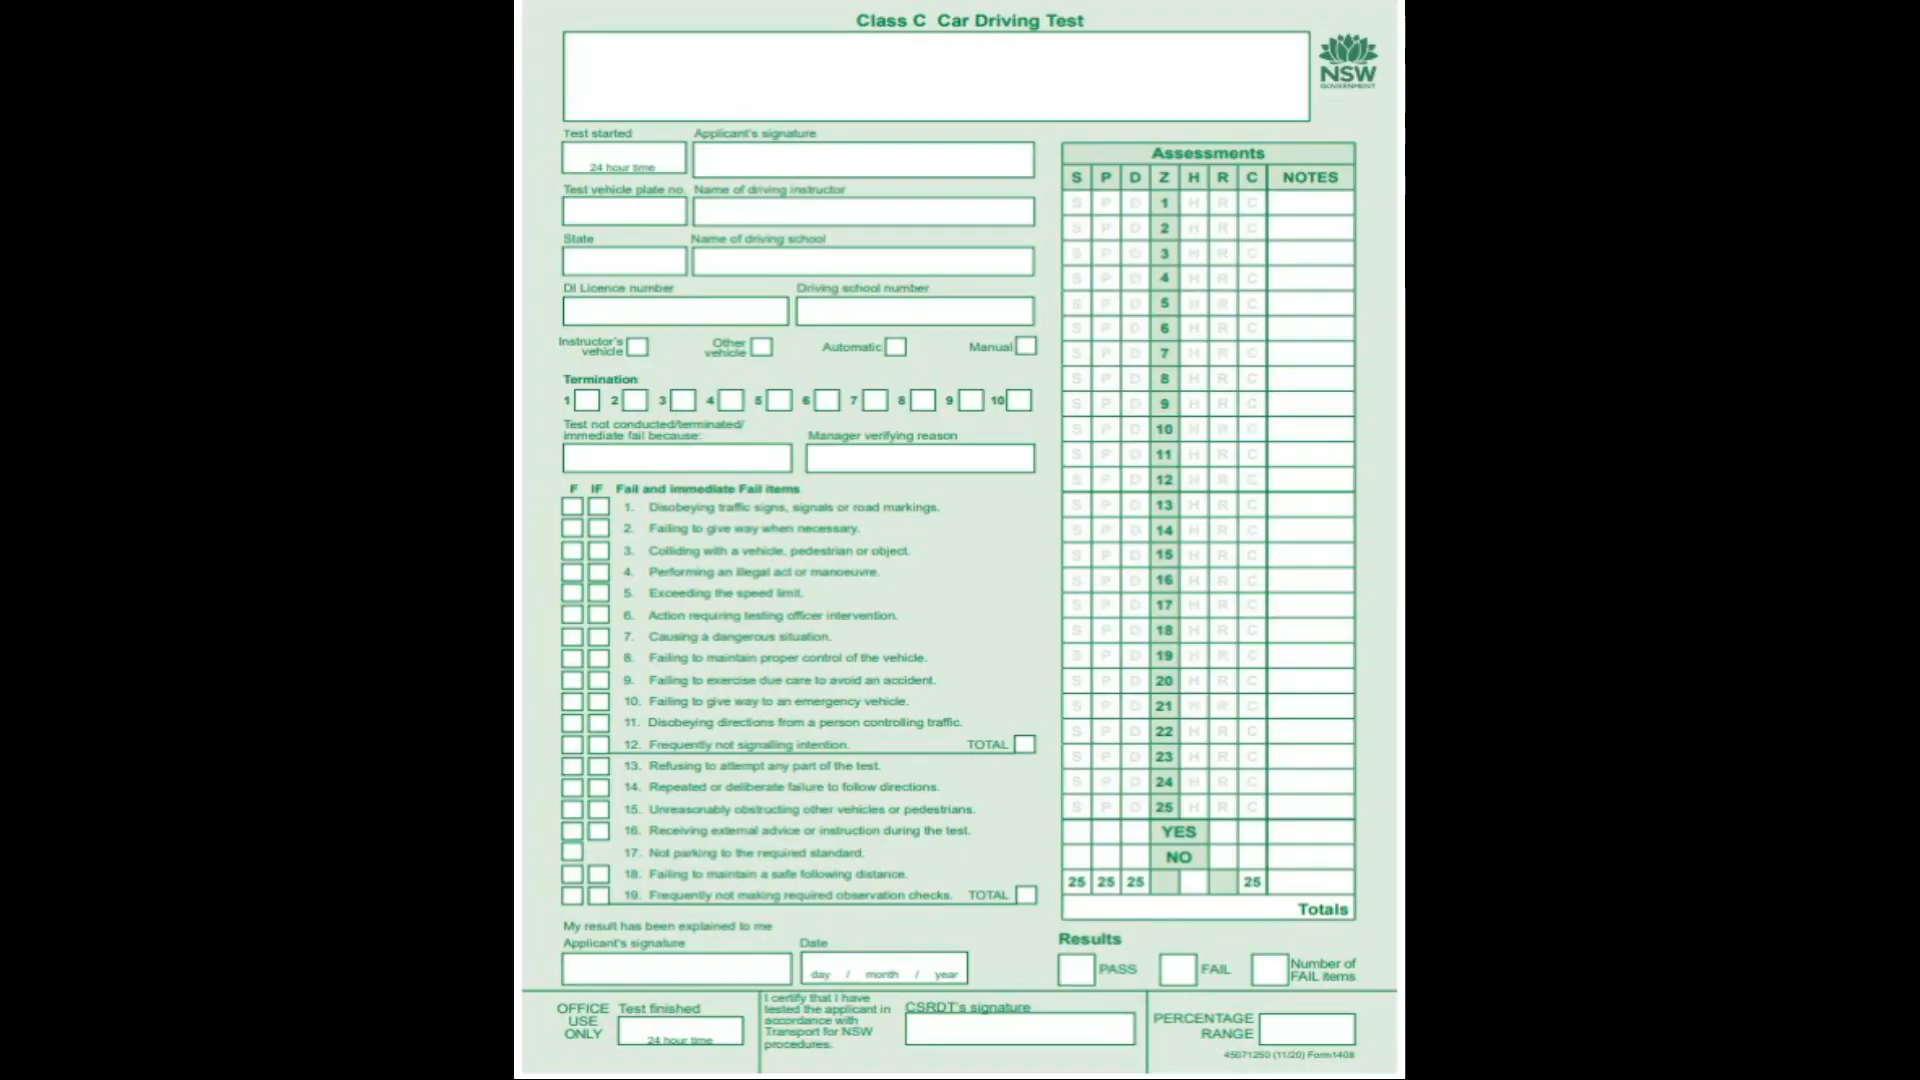 Class C Car Driving Test
NSW
GOVERNMENT
Test started
24 hour time
Applicant's signature
Test vehicle plate no.
Name of driving instructor
State
Name of driving school
DI Licence number
Driving school number
Instructor's vehicle
Other vehicle
Automatic
Manual
Termination
1 2 3 4 5 6 7 8 9 10
Test not conducted/terminated/
immediate fail because:
Manager verifying reason
F IF Fail and Immediate Fail items
1. Disobeying traffic signs, signals or road markings.
2. Failing to give way when necessary.
3. Colliding with a vehicle, pedestrian or object.
4. Performing an illegal act or manoeuvre.
5. Exceeding the speed limit.
6. Action requiring testing officer intervention.
7. Causing a dangerous situation.
8. Failing to maintain proper control of the vehicle.
9. Failing to exercise due care to avoid an accident.
10. Failing to give way to an emergency vehicle.
11. Disobeying directions from a person controlling traffic.
12. Frequently not signalling intention. TOTAL
13. Refusing to attempt any part of the test.
14. Repeated or deliberate failure to follow directions.
15. Unreasonably obstructing other vehicles or pedestrians.
16. Receiving external advice or instruction during the test.
17. Not parking to the required standard.
18. Failing to maintain a safe following distance.
19. Frequently not making required observation checks. TOTAL
My result has been explained to me
Applicant's signature
Date
day / month / year
Assessments
S P D Z H R C NOTES
S P D 1 H R C
S P D 2 H R C
S P D 3 H R C
S P D 4 H R C
S P D 5 H R C
S P D 6 H R C
S P D 7 H R C
S P D 8 H R C
S P D 9 H R C
S P D 10 H R C
S P D 11 H R C
S P D 12 H R C
S P D 13 H R C
S P D 14 H R C
S P D 15 H R C
S P D 16 H R C
S P D 17 H R C
S P D 18 H R C
S P D 19 H R C
S P D 20 H R C
S P D 21 H R C
S P D 22 H R C
S P D 23 H R C
S P D 24 H R C
S P D 25 H R C
YES
NO
25 25 25 25
Totals
Results
PASS
FAIL
Number of
FAIL items
OFFICE
USE
ONLY
Test finished
24 hour time
I certify that I have
tested the applicant in
accordance with
Transport for NSW
procedures.
CSRDT's signature
PERCENTAGE
RANGE
45071250 (11/20) Form1408